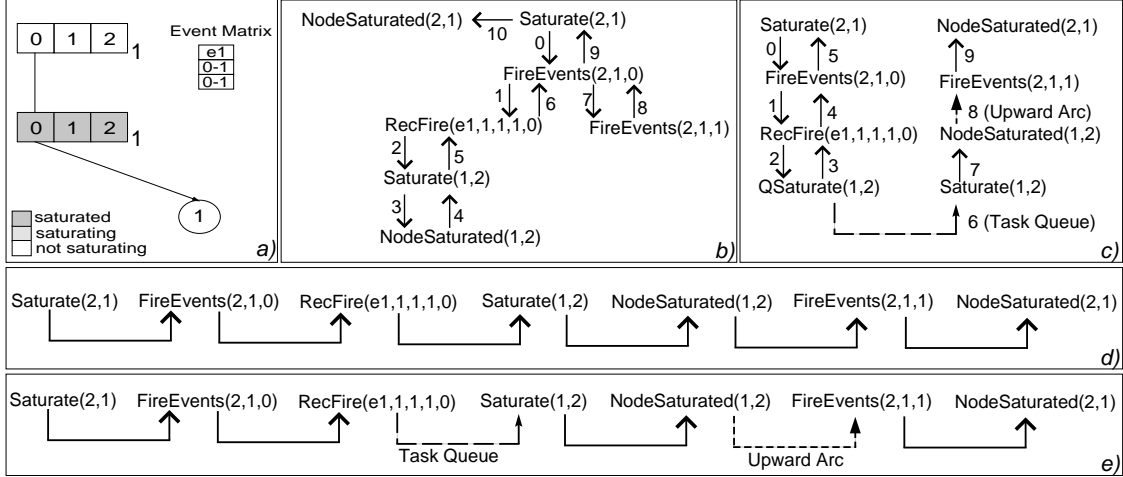 0 1 2 1
Event Matrix
e1
0-1
0-1
0 1 2 1
1
saturated
saturating
not saturating
a)
NodeSaturated(2,1)
10
Saturate(2,1)
0
9
FireEvents(2,1,0)
1
6
7
8
RecFire(e1,1,1,1,0)
FireEvents(2,1,1)
2
5
Saturate(1,2)
3
4
NodeSaturated(1,2)
b)
Saturate(2,1)
0
5
FireEvents(2,1,0)
1
4
RecFire(e1,1,1,1,0)
2
3
QSaturate(1,2)
NodeSaturated(2,1)
9
FireEvents(2,1,1)
8 (Upward Arc)
NodeSaturated(1,2)
7
Saturate(1,2)
6 (Task Queue)
c)
Saturate(2,1) FireEvents(2,1,0) RecFire(e1,1,1,1,0) Saturate(1,2) NodeSaturated(1,2) FireEvents(2,1,1) NodeSaturated(2,1)
d)
Saturate(2,1) FireEvents(2,1,0) RecFire(e1,1,1,1,0) Saturate(1,2) NodeSaturated(1,2) FireEvents(2,1,1) NodeSaturated(2,1)
Task Queue
Upward Arc
e)